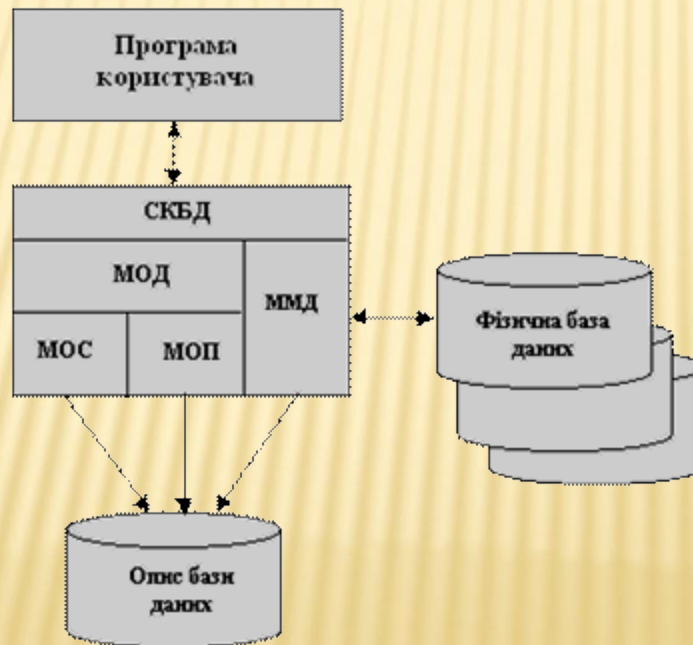 Програма
користувача
СКБД
МОД
ММД
МОС
МОП
Фізична база
даних
Опис бази
даних